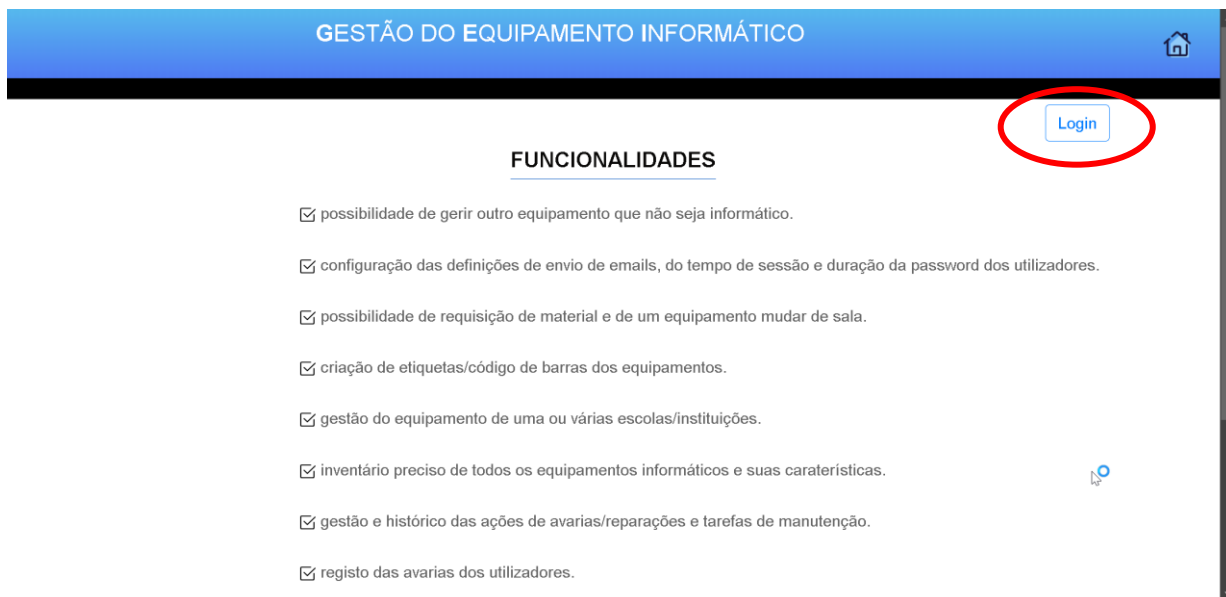 GESTÃO DO EQUIPAMENTO INFORMÁTICO
Login
FUNCIONALIDADES
possibilidade de gerir outro equipamento que não seja informático.
configuração das definições de envio de emails, do tempo de sessão e duração da password dos utilizadores.
possibilidade de requisição de material e de um equipamento mudar de sala.
criação de etiquetas/código de barras dos equipamentos.
gestão do equipamento de uma ou várias escolas/instituições.
inventário preciso de todos os equipamentos informáticos e suas caraterísticas.
gestão e histórico das ações de avarias/reparações e tarefas de manutenção.
registo das avarias dos utilizadores.